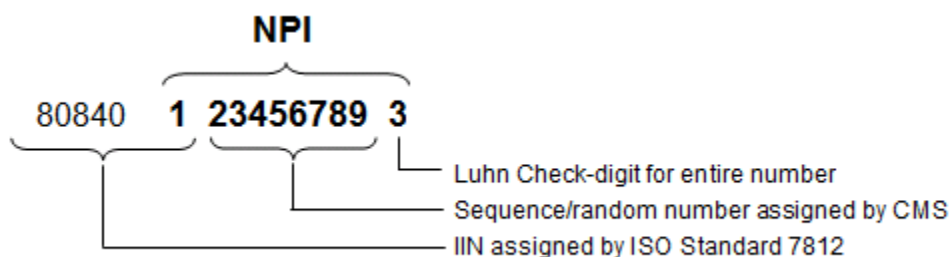 NPI
80840 1 23456789 3
Luhn Check-digit for entire number
Sequence/random number assigned by CMS
IIN assigned by ISO Standard 7812